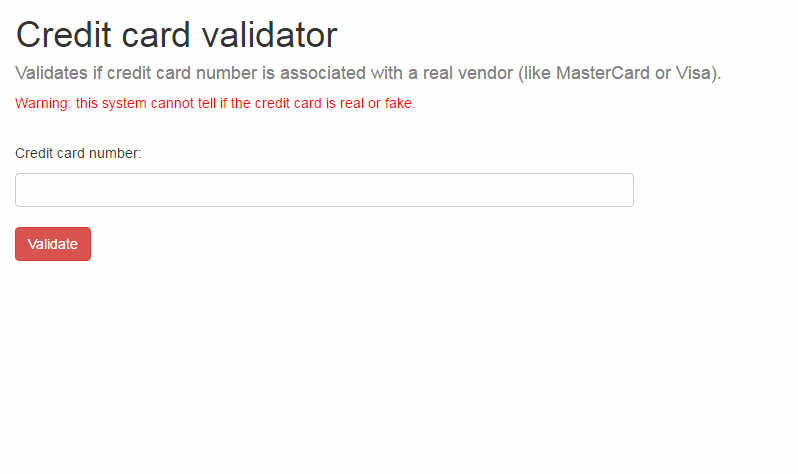 Credit card validator
Validates if credit card number is associated with a real vendor (like MasterCard or Visa).
Warning: this system cannot tell if the credit card is real or fake.
Credit card number:
Validate